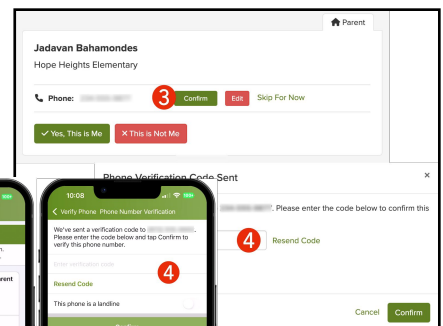 Parent
Jadavan Bahamondes
Hope Heights Elementary
Phone: 3 Confirm Edit Skip For Now
✓ Yes, This is Me × This is Not Me
Phone Verification Code Sent ×
. Please enter the code below to confirm this
4 Resend Code
Cancel Confirm
10:08
Verify Phone Phone Number Verification
We've sent a verification code to
Please enter the code below and tap Confirm to
verify this phone number.
Enter verification code
4
Resend Code
This phone is a landline